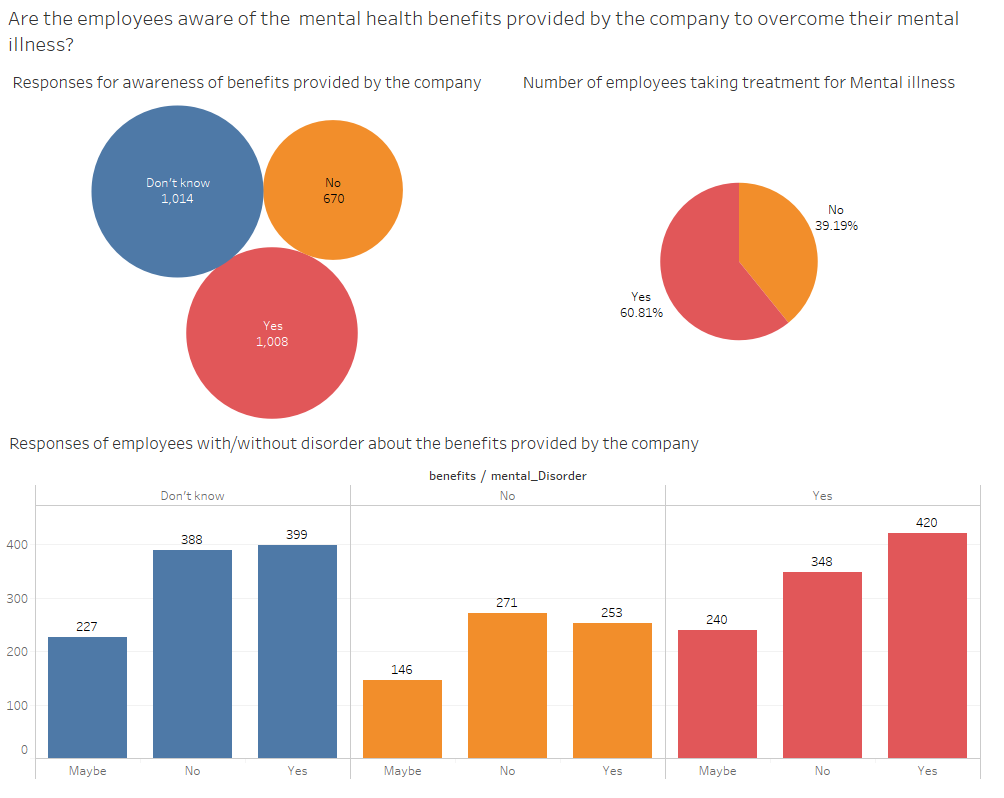 Are the employees aware of the  mental health benefits provided by the company to overcome their mental
illness?
Responses for awareness of benefits provided by the company
Number of employees taking treatment for Mental illness
Don't know
1,014
No
670
Yes
1,008
No
39.19%
Yes
60.81%
Responses of employees with/without disorder about the benefits provided by the company
benefits / mental_Disorder
Don't know
No
Yes
400
300
200
100
0
227
388
399
146
271
253
240
348
420
Maybe
No
Yes
Maybe
No
Yes
Maybe
No
Yes